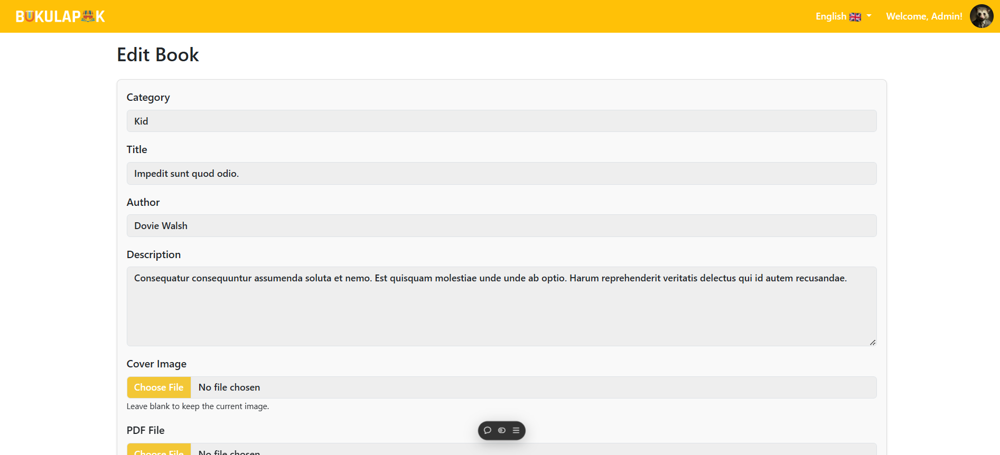 BUKULAPAK
English
Welcome, Admin!
Edit Book
Category
Kid
Title
Impedit sunt quod odio.
Author
Dovie Walsh
Description
Consequatur consequuntur assumenda soluta et nemo. Est quisquam molestiae unde unde ab optio. Harum reprehenderit veritatis delectus qui id autem recusandae.
Cover Image
Choose File No file chosen
Leave blank to keep the current image.
PDF File
Choose File No file chosen